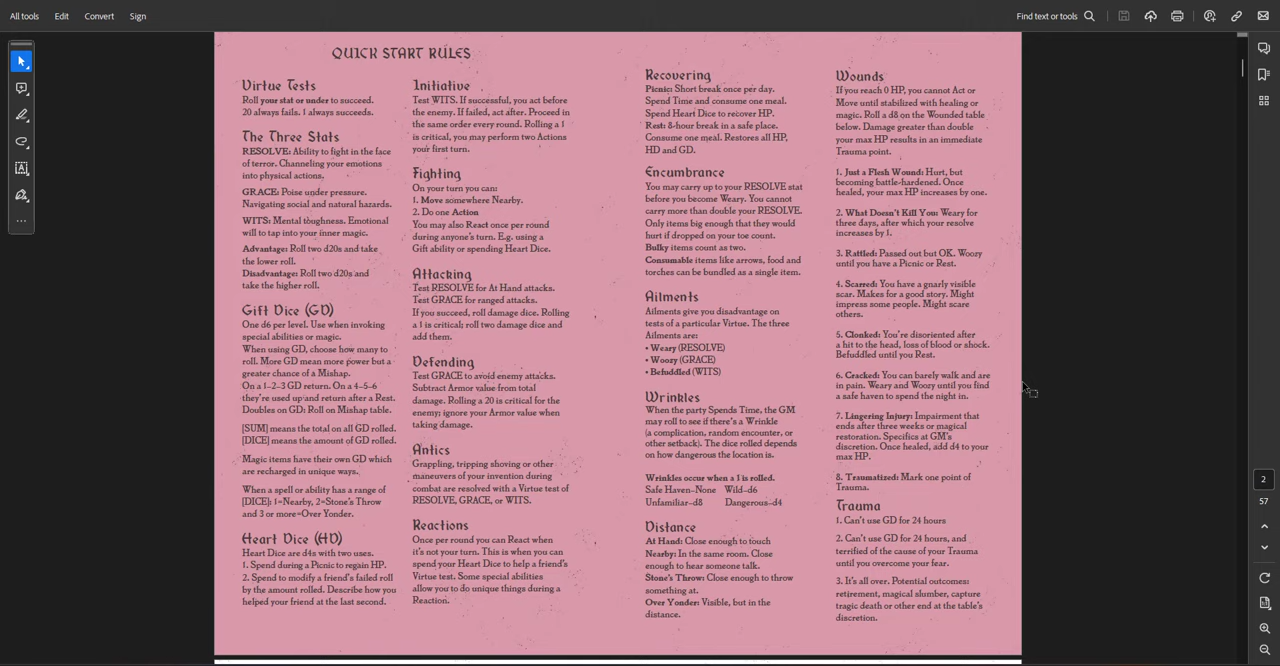 All tools
Edit
Convert
Sign
Find text or tools
QUICK START RULES
Virtue Tests
Roll your stat or under to succeed.
20 always fails. 1 always succeeds.
The Three Stats
RESOLVE: Ability to fight in the face
of terror. Channeling your emotions
into physical actions.
GRACE: Poise under pressure.
Navigating social and natural hazards.
WITS: Mental toughness. Emotional
will to tap into your inner magic.
Advantage: Roll two d20s and take
the lower roll.
Disadvantage: Roll two d20s and
take the higher roll.
Gift Dice (GD)
One d6 per level. Use when invoking
special abilities or magic.
When using GD, choose how many to
roll. More GD mean more power but a
greater chance of a Mishap.
On a 1–2–3 GD return. On a 4–5–6
they're used up and return after a Rest.
Doubles on GD: Roll on Mishap table.
[SUM] means the total on all GD rolled.
[DICE] means the amount of GD rolled.
Magic items have their own GD which
are recharged in unique ways.
When a spell or ability has a range of
[DICE]: 1=Nearby, 2=Stone's Throw
and 3 or more=Over Yonder.
Heart Dice (HD)
Heart Dice are d4s with two uses.
1. Spend during a Picnic to regain HP.
2. Spend to modify a friend's failed roll
by the amount rolled. Describe how you
helped your friend at the last second.
Initiative
Test WITS. If successful, you act before
the enemy. If failed, act after. Proceed in
the same order every round. Rolling a 1
is critical, you may perform two Actions
your first turn.
Fighting
On your turn you can:
1. Move somewhere Nearby.
2. Do one Action
You may also React once per round
during anyone's turn. E.g. using a
Gift ability or spending Heart Dice.
Attacking
Test RESOLVE for At Hand attacks.
Test GRACE for ranged attacks.
If you succeed, roll damage dice. Rolling
a 1 is critical; roll two damage dice and
add them.
Defending
Test GRACE to avoid enemy attacks.
Subtract Armor value from total
damage. Rolling a 20 is critical for the
enemy; ignore your Armor value when
taking damage.
Antics
Grappling, tripping shoving or other
maneuvers of your invention during
combat are resolved with a Virtue test of
RESOLVE, GRACE, or WITS.
Reactions
Once per round you can React when
it's not your turn. This is when you can
spend your Heart Dice to help a friend's
Virtue test. Some special abilities
allow you to do unique things during a
Reaction.
Recovering
Picnic: Short break once per day.
Spend Time and consume one meal.
Spend Heart Dice to recover HP.
Rest: 8-hour break in a safe place.
Consume one meal. Restores all HP,
HD and GD.
Encumbrance
You may carry up to your RESOLVE stat
before you become Weary. You cannot
carry more than double your RESOLVE.
Only items big enough that they would
hurt if dropped on your toe count.
Bulky items count as two.
Consumable items like arrows, food and
torches can be bundled as a single item.
Ailments
Ailments give you disadvantage on
tests of a particular Virtue. The three
Ailments are:
• Weary (RESOLVE)
• Woozy (GRACE)
• Befuddled (WITS)
Wrinkles
When the party Spends Time, the GM
may roll to see if there's a Wrinkle
(a complication, random encounter, or
other setback). The dice rolled depends
on how dangerous the location is.
Wrinkles occur when a 1 is rolled.
Safe Haven–None Wild–d6
Unfamiliar–d8 Dangerous–d4
Distance
At Hand: Close enough to touch
Nearby: In the same room. Close
enough to hear someone talk.
Stone's Throw: Close enough to throw
something at.
Over Yonder: Visible, but in the
distance.
Wounds
If you reach 0 HP, you cannot Act or
Move until stabilized with healing or
magic. Roll a d8 on the Wounded table
below. Damage greater than double
your max HP results in an immediate
Trauma point.
1. Just a Flesh Wound: Hurt, but
becoming battle-hardened. Once
healed, your max HP increases by one.
2. What Doesn't Kill You: Weary for
three days, after which your resolve
increases by 1.
3. Rattled: Passed out but OK. Woozy
until you have a Picnic or Rest.
4. Scarred: You have a gnarly visible
scar. Makes for a good story. Might
impress some people. Might scare
others.
5. Clonked: You're disoriented after
a hit to the head, loss of blood or shock.
Befuddled until you Rest.
6. Cracked: You can barely walk and are
in pain. Weary and Woozy until you find
a safe haven to spend the night in.
7. Lingering Injury: Impairment that
ends after three weeks or magical
restoration. Specifics at GM's
discretion. Once healed, add d4 to your
max HP.
8. Traumatized: Mark one point of
Trauma.
Trauma
1. Can't use GD for 24 hours
2. Can't use GD for 24 hours, and
terrified of the cause of your Trauma
until you overcome your fear.
3. It's all over. Potential outcomes:
retirement, magical slumber, capture
tragic death or other end at the table's
discretion.
2
57